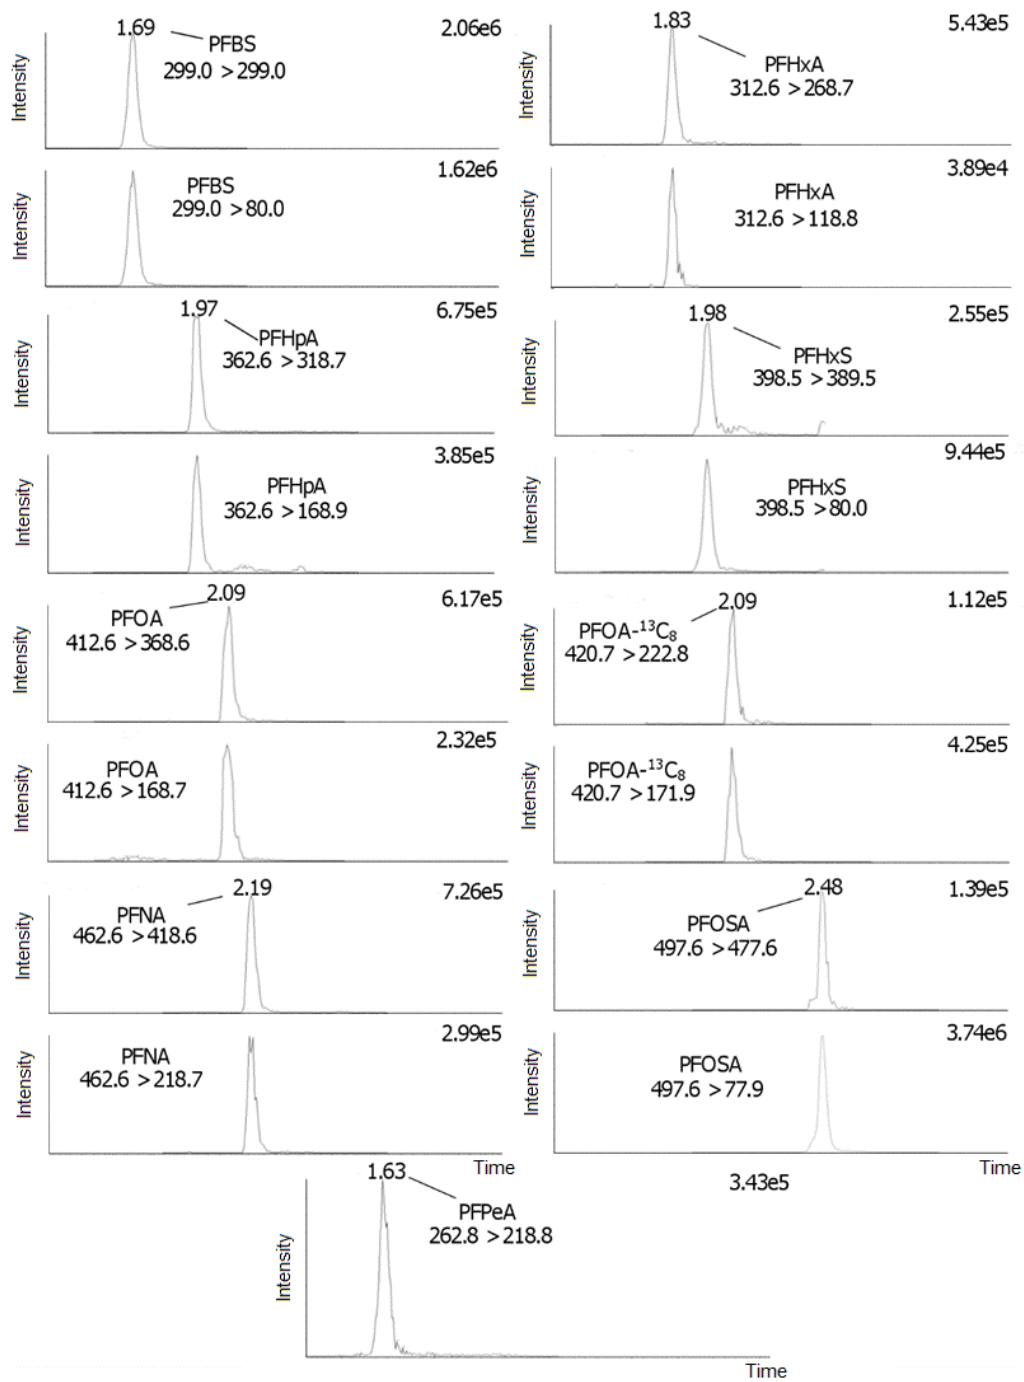 1.69
PFBS
299.0 >299.0
2.06e6
Intensity
1.83
PFHxA
312.6 >268.7
5.43e5
Intensity
PFBS
299.0 >80.0
1.62e6
Intensity
PFHxA
312.6 >118.8
3.89e4
Intensity
1.97
PFHpA
362.6 >318.7
6.75e5
Intensity
1.98
PFHxS
398.5 >389.5
2.55e5
Intensity
PFHpA
362.6 >168.9
3.85e5
Intensity
PFHxS
398.5 >80.0
9.44e5
Intensity
2.09
PFOA
412.6 >368.6
6.17e5
Intensity
2.09
PFOA-¹³C₈
420.7 >222.8
1.12e5
Intensity
PFOA
412.6 >168.7
2.32e5
Intensity
PFOA-¹³C₈
420.7 >171.9
4.25e5
Intensity
2.19
PFNA
462.6 >418.6
7.26e5
Intensity
2.48
PFOSA
497.6 >477.6
1.39e5
Intensity
PFNA
462.6 >218.7
2.99e5
Intensity
Time
PFOSA
497.6 >77.9
3.74e6
Intensity
Time
1.63
PFPeA
262.8 >218.8
3.43e5
Intensity
Time